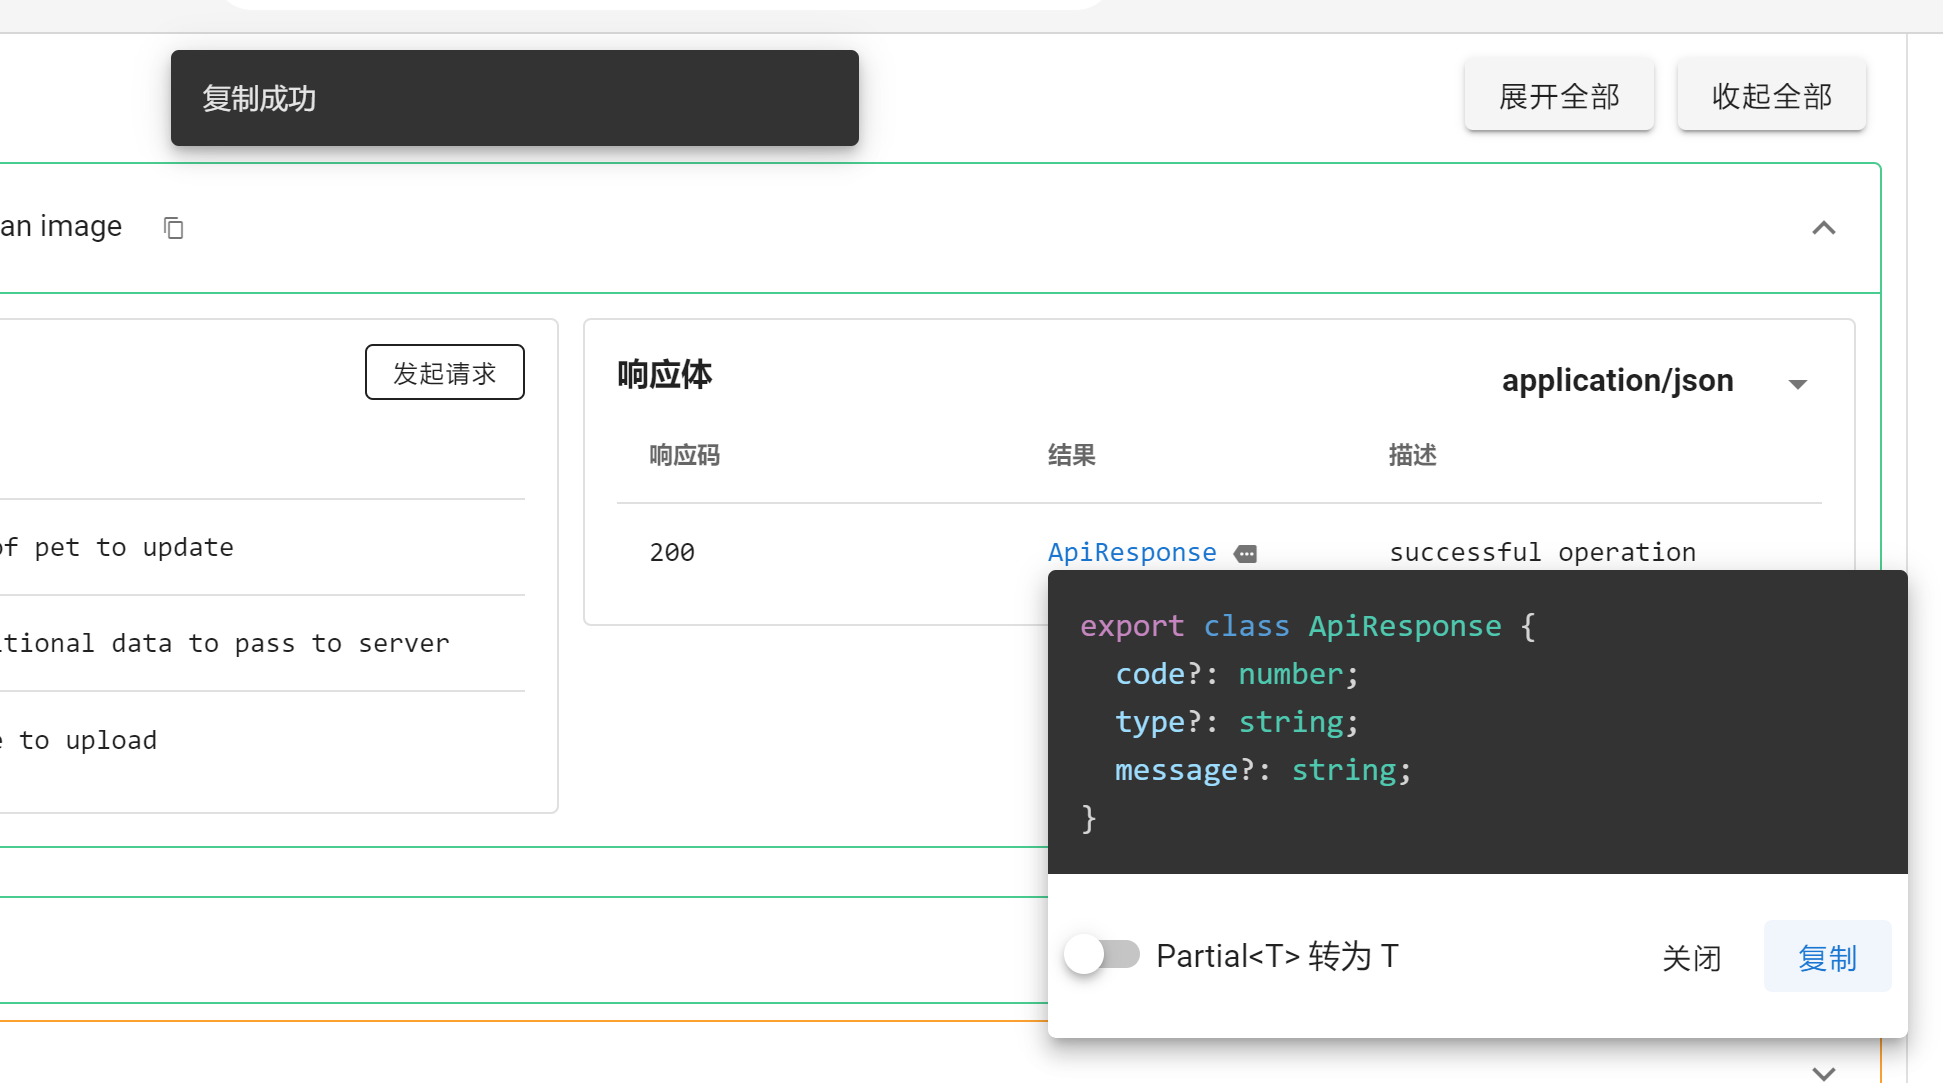 复制成功
展开全部
收起全部
an image
发起请求
of pet to update
tional data to pass to server
to upload
响应体
application/json
响应码 结果 描述
200 ApiResponse successful operation
export class ApiResponse {
code?: number;
type?: string;
message?: string;
}
Partial<T> 转为 T
关闭
复制